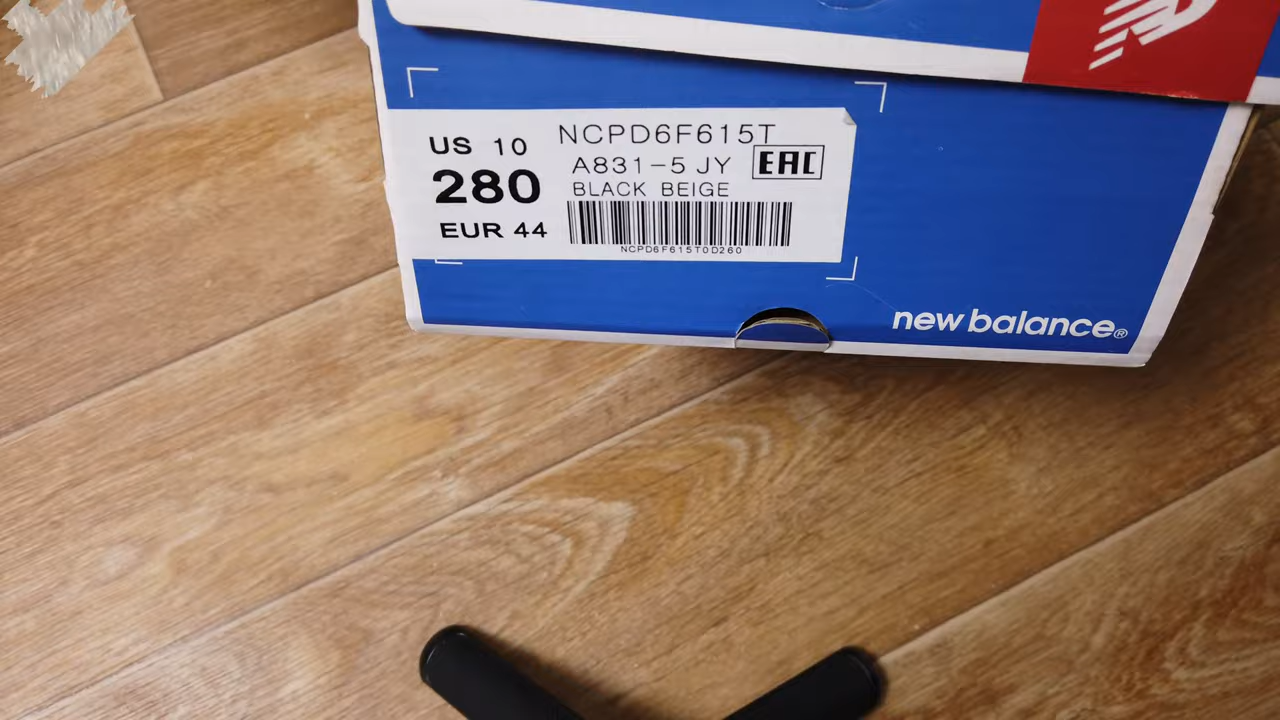 US 10
280
EUR 44
NCPD6F615T
A831-5 JY
EAC
BLACK BEIGE
NCPD6F615T0D260
new balance®